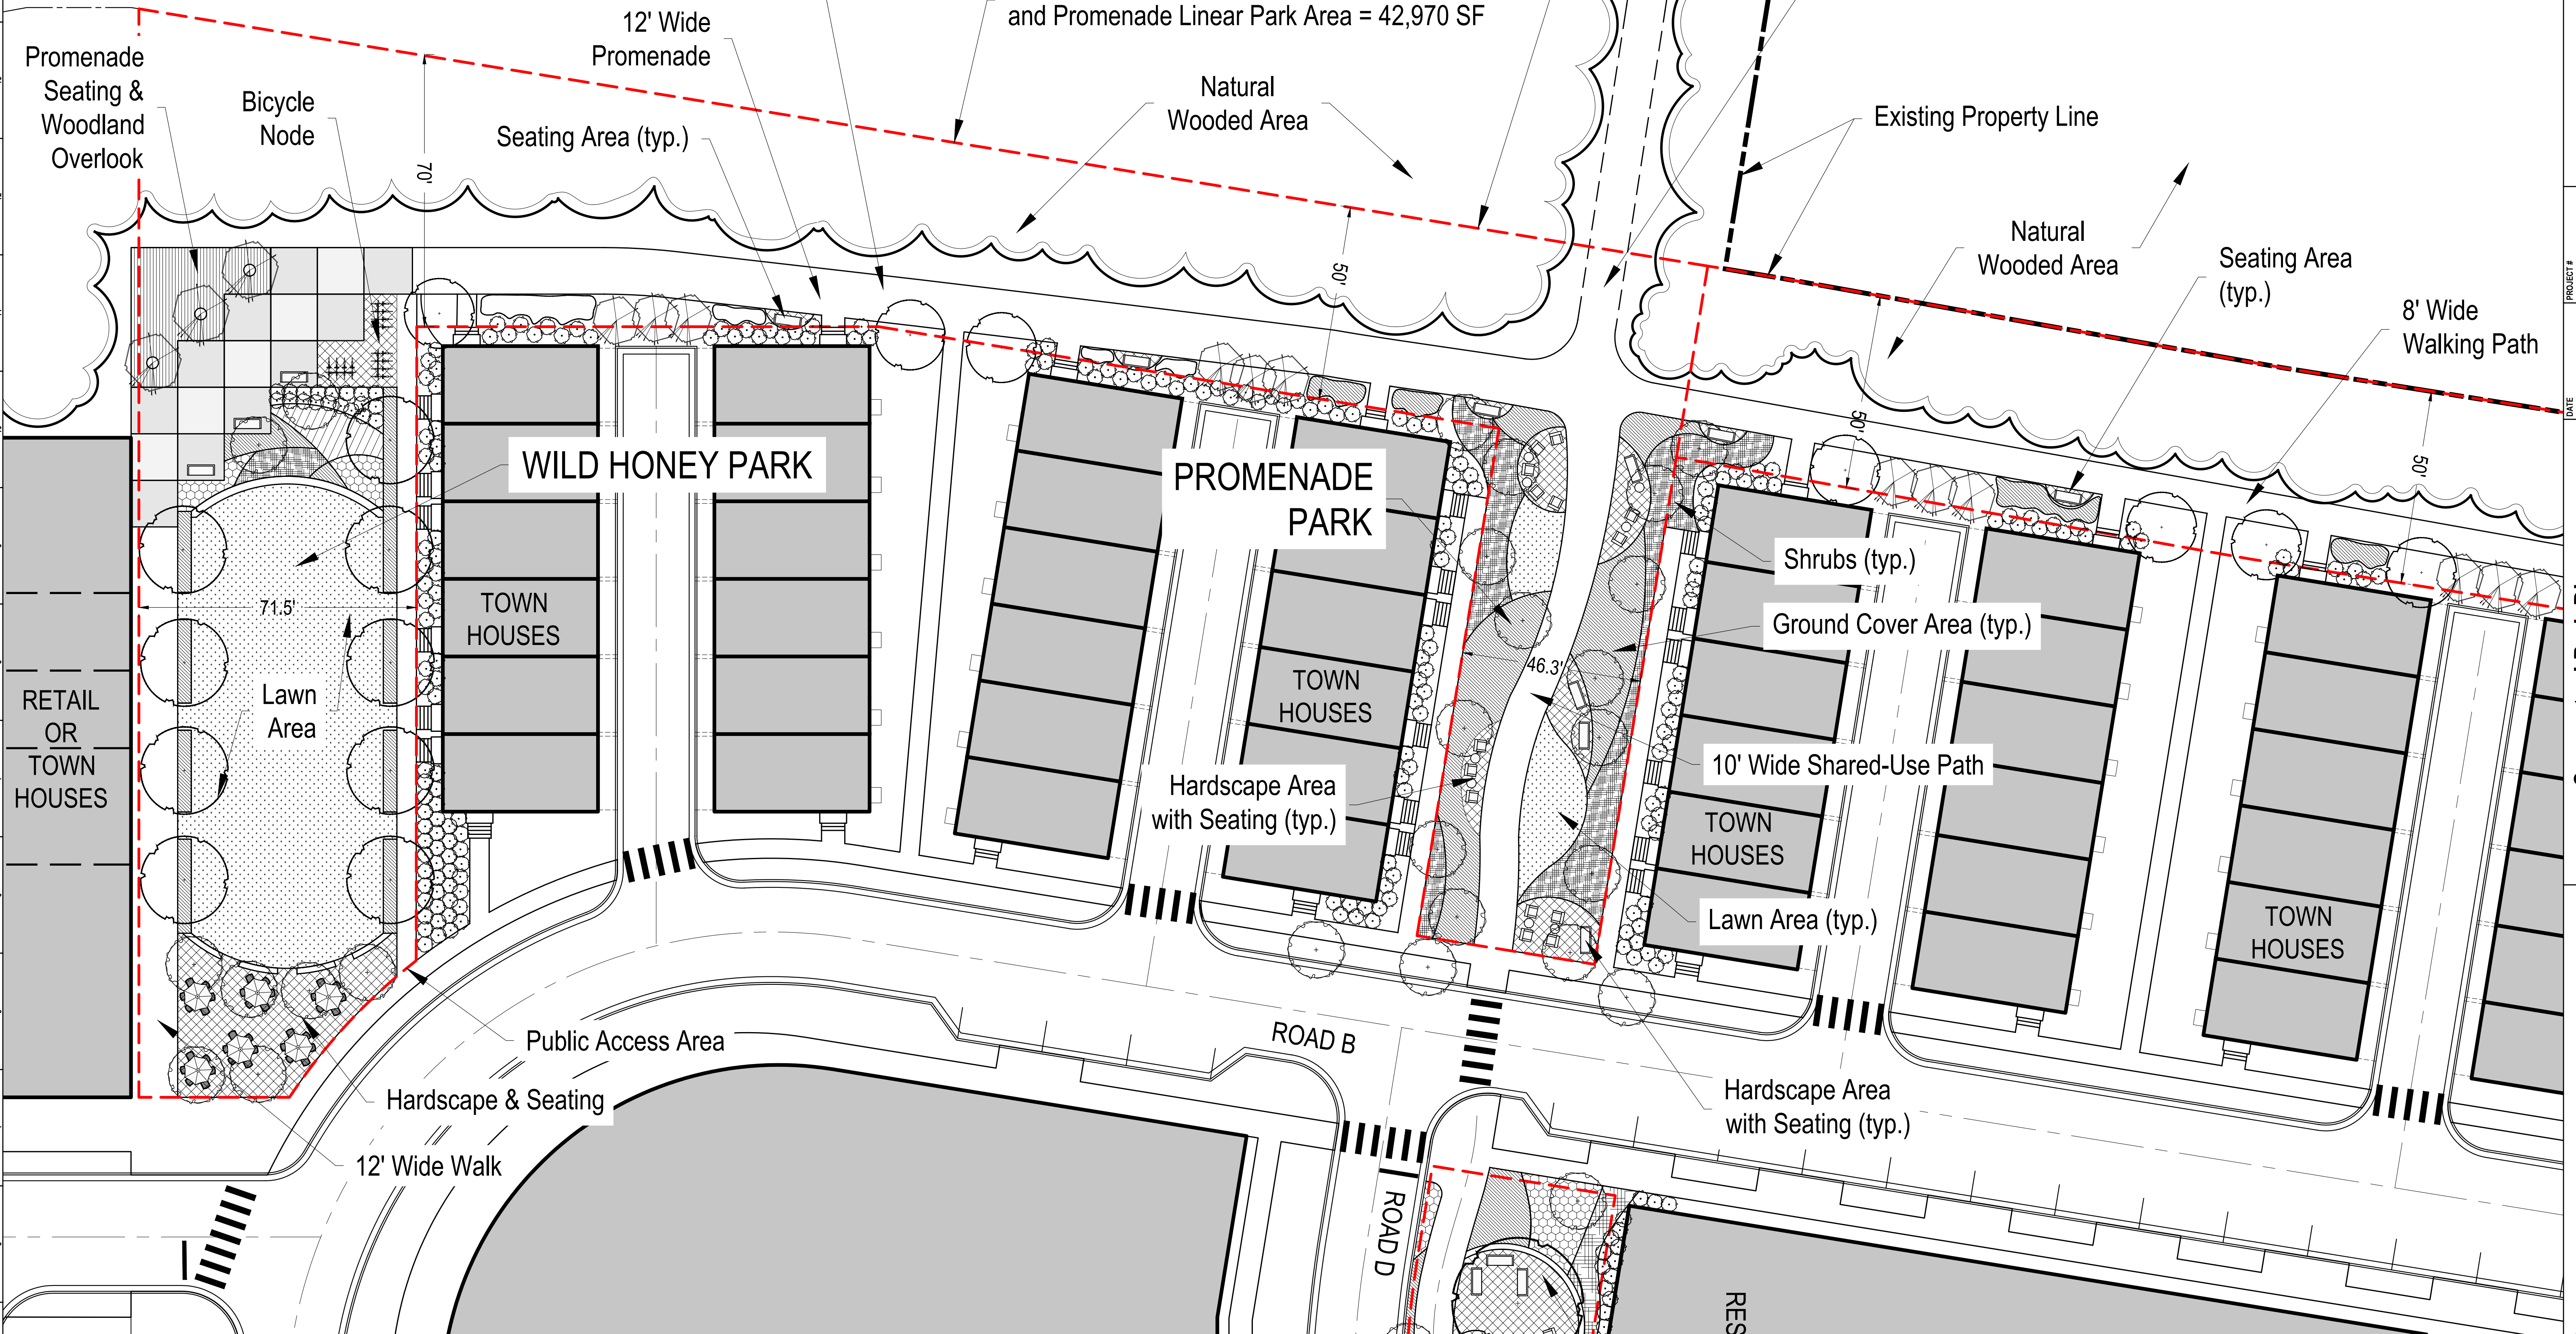 and Promenade Linear Park Area = 42,970 SF
12' Wide
Promenade
Promenade
Seating &
Woodland
Overlook
Bicycle
Node
Seating Area (typ.)
Natural
Wooded Area
Existing Property Line
Natural
Wooded Area
Seating Area
(typ.)
8' Wide
Walking Path
70'
50'
50'
50'
PROJECT #
DATE
WILD HONEY PARK
PROMENADE
PARK
Shrubs (typ.)
71.5'
TOWN
HOUSES
Ground Cover Area (typ.)
46.3'
RETAIL
OR
TOWN
HOUSES
Lawn
Area
TOWN
HOUSES
10' Wide Shared-Use Path
Hardscape Area
with Seating (typ.)
TOWN
HOUSES
Lawn Area (typ.)
TOWN
HOUSES
Public Access Area
ROAD B
Hardscape & Seating
Hardscape Area
with Seating (typ.)
12' Wide Walk
ROAD D